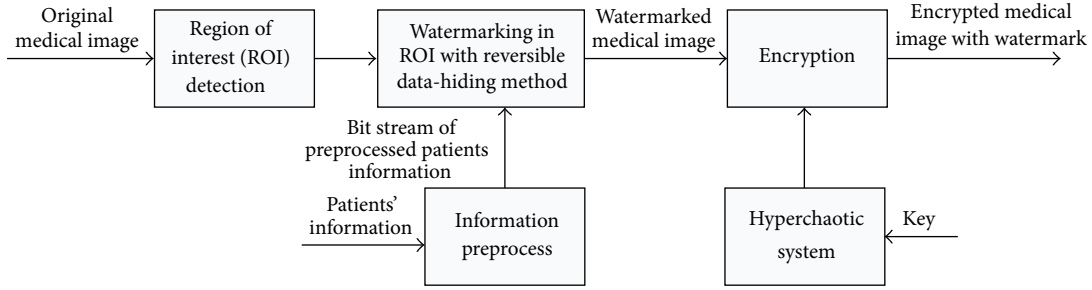 Original
medical image
Region of
interest (ROI)
detection
Watermarking in
ROI with reversible
data-hiding method
Watermarked
medical image
Encryption
Encrypted medical
image with watermark
Bit stream of
preprocessed patients
information
Patients'
information
Information
preprocess
Hyperchaotic
system
Key